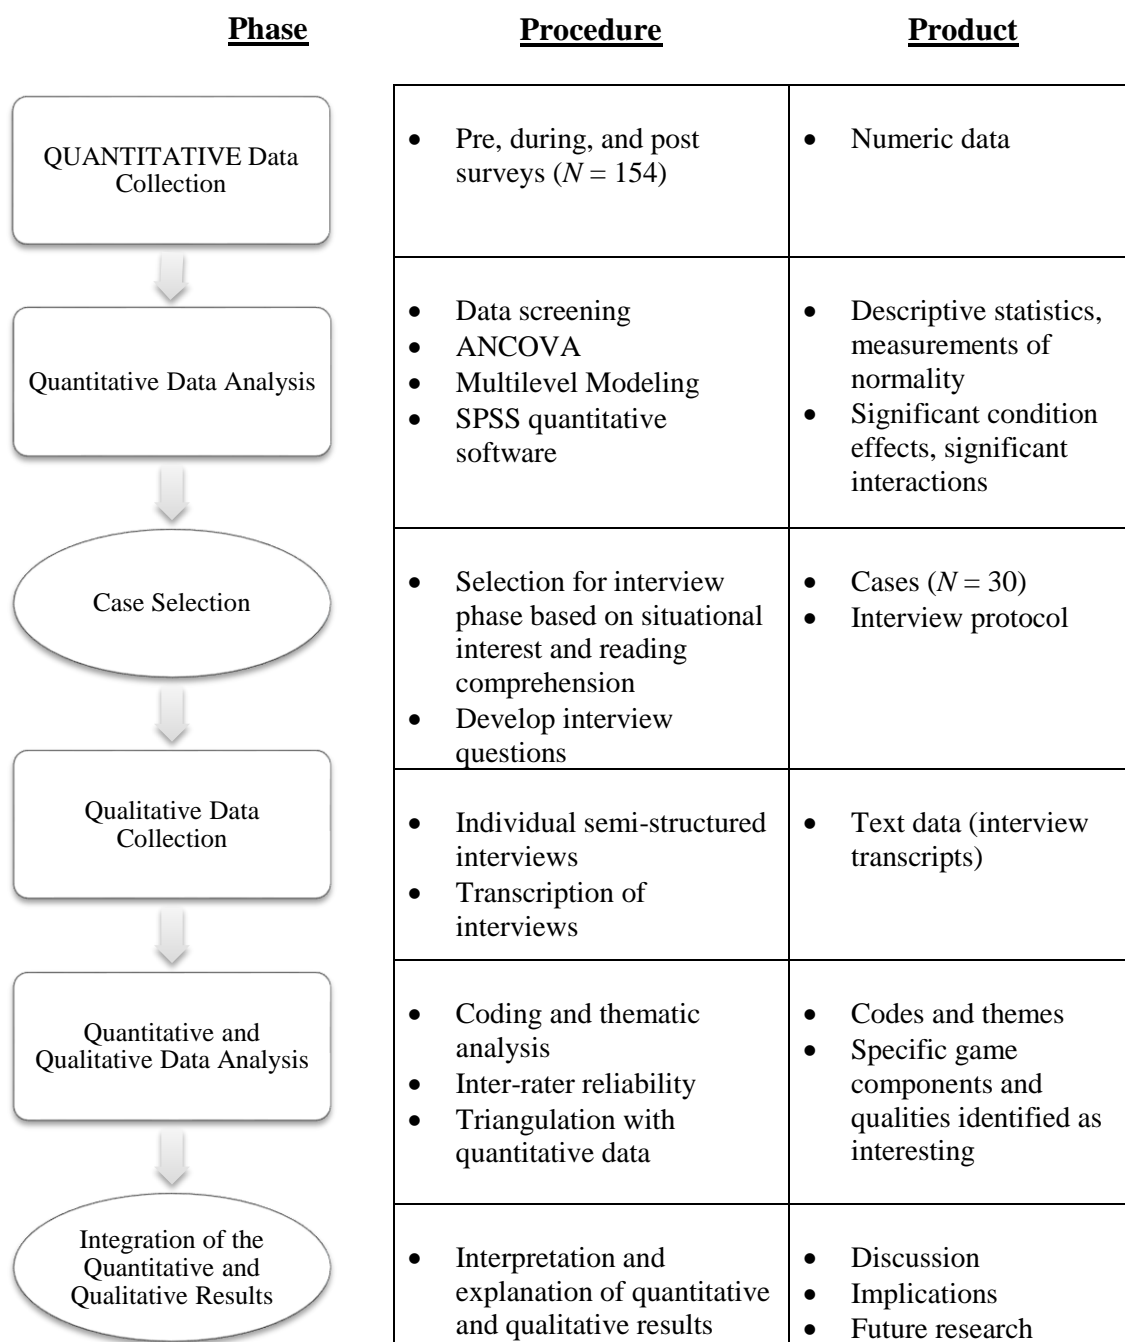 Phase
Procedure
Product
QUANTITATIVE Data
Collection
• Pre, during, and post
surveys (N = 154)
• Numeric data
Quantitative Data Analysis
• Data screening
• ANCOVA
• Multilevel Modeling
• SPSS quantitative
software
• Descriptive statistics,
measurements of
normality
• Significant condition
effects, significant
interactions
Case Selection
• Selection for interview
phase based on situational
interest and reading
comprehension
• Develop interview
questions
• Cases (N = 30)
• Interview protocol
Qualitative Data
Collection
• Individual semi-structured
interviews
• Transcription of
interviews
• Text data (interview
transcripts)
Quantitative and
Qualitative Data Analysis
• Coding and thematic
analysis
• Inter-rater reliability
• Triangulation with
quantitative data
• Codes and themes
• Specific game
components and
qualities identified as
interesting
Integration of the
Quantitative and
Qualitative Results
• Interpretation and
explanation of quantitative
and qualitative results
• Discussion
• Implications
• Future research